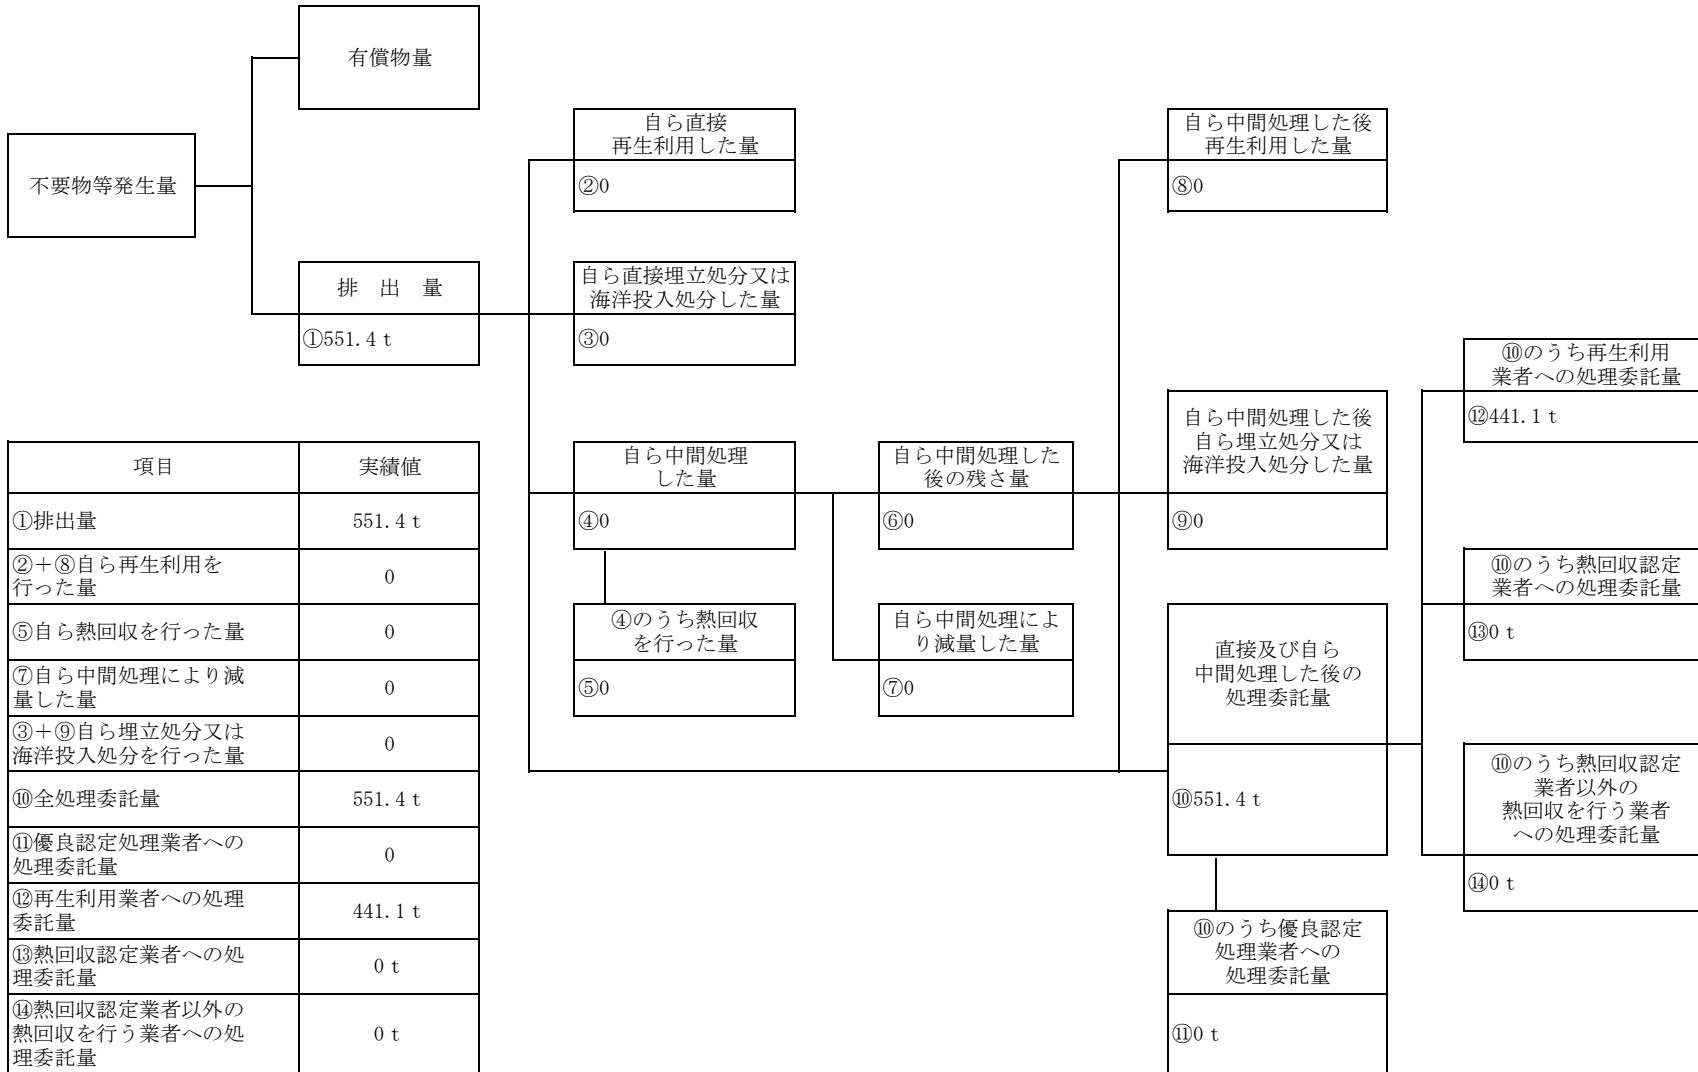 有償物量
不要物等発生量
排　出　量
①551.4 t
自ら直接
再生利用した量
②0
自ら直接埋立処分又は
海洋投入処分した量
③0
自ら中間処理
した量
④0
④のうち熱回収
を行った量
⑤0
自ら中間処理した
後の残さ量
⑥0
自ら中間処理によ
り減量した量
⑦0
自ら中間処理した後
再生利用した量
⑧0
自ら中間処理した後
自ら埋立処分又は
海洋投入処分した量
⑨0
直接及び自ら
中間処理した後の
処理委託量
⑩551.4 t
⑩のうち優良認定
処理業者への
処理委託量
⑪0 t
⑩のうち再生利用
業者への処理委託量
⑫441.1 t
⑩のうち熱回収認定
業者への処理委託量
⑬0 t
⑩のうち熱回収認定
業者以外の
熱回収を行う業者
への処理委託量
⑭0 t
項目　実績値
①排出量　551.4 t
②＋⑧自ら再生利用を
行った量　0
⑤自ら熱回収を行った量　0
⑦自ら中間処理により減
量した量　0
③＋⑨自ら埋立処分又は
海洋投入処分を行った量　0
⑩全処理委託量　551.4 t
⑪優良認定処理業者への
処理委託量　0
⑫再生利用業者への処理
委託量　441.1 t
⑬熱回収認定業者への処
理委託量　0 t
⑭熱回収認定業者以外の
熱回収を行う業者への処　0 t
理委託量